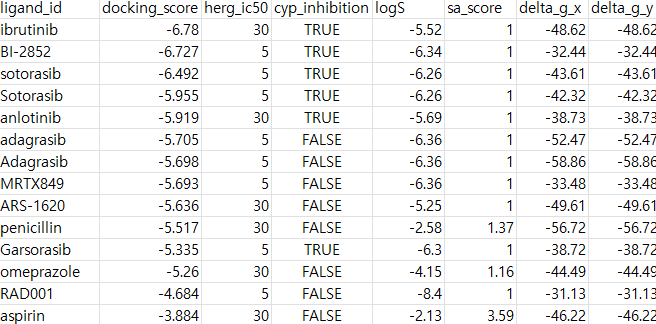 ligand_id docking_score herg_ic50 cyp_inhibition logS sa_score delta_g_x delta_g_y
ibrutinib -6.78 30 TRUE -5.52 1 -48.62 -48.62
BI-2852 -6.727 5 TRUE -6.34 1 -32.44 -32.44
sotorasib -6.492 5 TRUE -6.26 1 -43.61 -43.61
Sotorasib -5.955 5 TRUE -6.26 1 -42.32 -42.32
anlotinib -5.919 30 TRUE -5.69 1 -38.73 -38.73
adagrasib -5.705 5 FALSE -6.36 1 -52.47 -52.47
Adagrasib -5.698 5 FALSE -6.36 1 -58.86 -58.86
MRTX849 -5.693 5 FALSE -6.36 1 -33.48 -33.48
ARS-1620 -5.636 30 FALSE -5.25 1 -49.61 -49.61
penicillin -5.517 30 FALSE -2.58 1.37 -56.72 -56.72
Garsorasib -5.335 5 TRUE -6.3 1 -38.72 -38.72
omeprazole -5.26 30 FALSE -4.15 1.16 -44.49 -44.49
RAD001 -4.684 5 FALSE -8.4 1 -31.13 -31.13
aspirin -3.884 30 FALSE -2.13 3.59 -46.22 -46.22